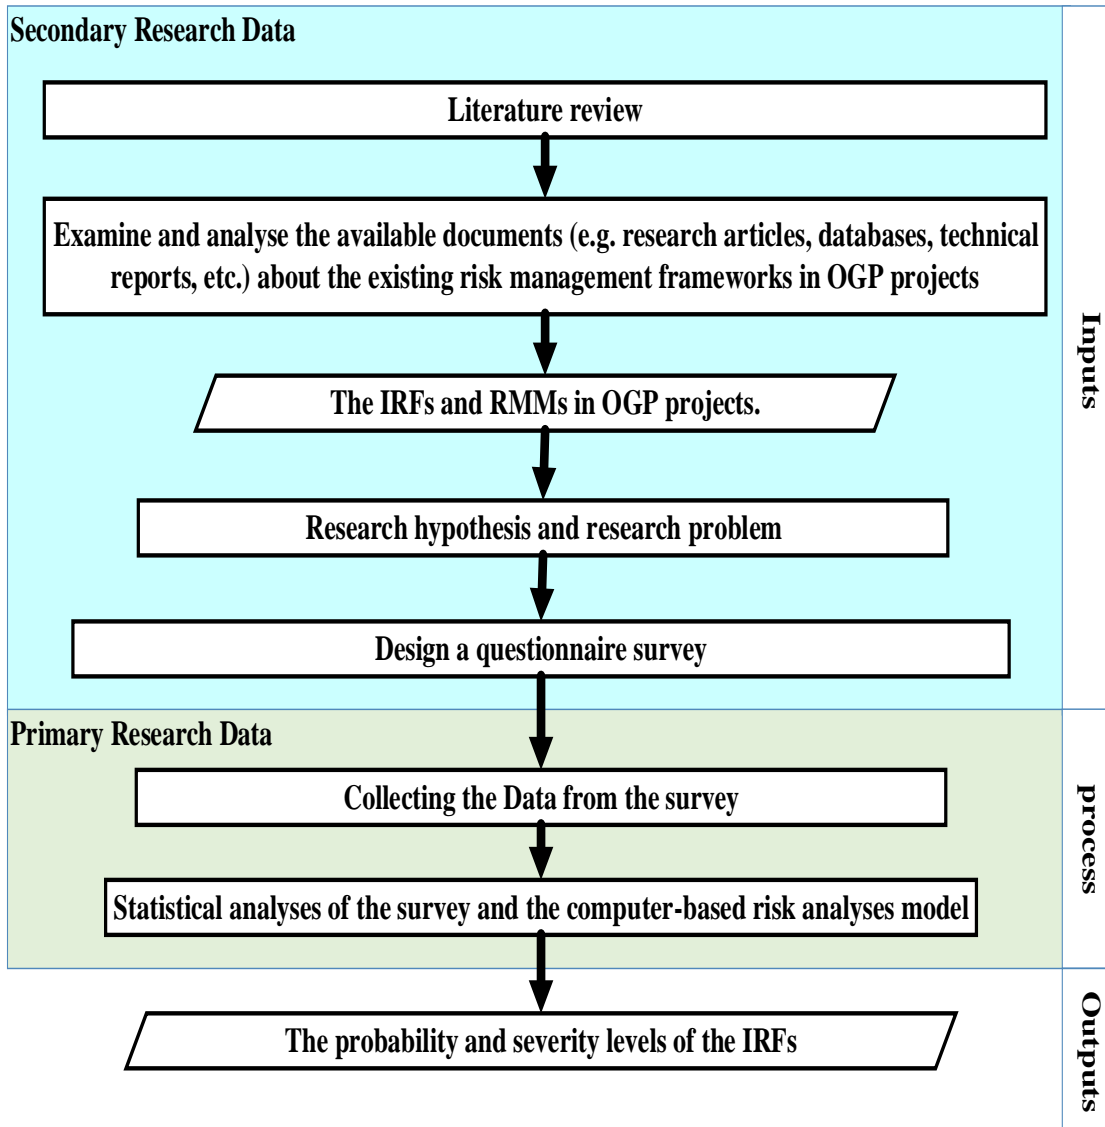 Secondary Research Data
Literature review
Examine and analyse the available documents (e.g. research articles, databases, technical
reports, etc.) about the existing risk management frameworks in OGP projects
The IRFs and RMMs in OGP projects.
Research hypothesis and research problem
Design a questionnaire survey
Inputs
Primary Research Data
Collecting the Data from the survey
Statistical analyses of the survey and the computer-based risk analyses model
process
The probability and severity levels of the IRFs
Outputs